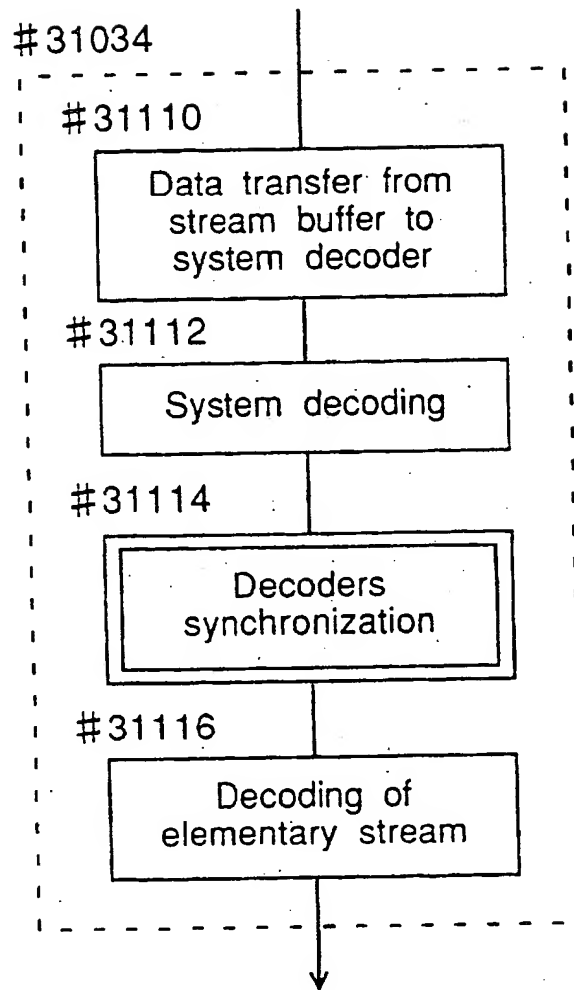 #31034
#31110
Data transfer from
stream buffer to
system decoder
#31112
System decoding
#31114
Decoders
synchronization
#31116
Decoding of
elementary stream